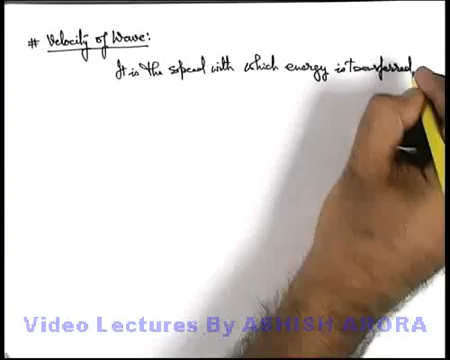 # Velocity of Wave:
It is the speed with which energy is transferred,
Video Lectures By ASHISH ARORA